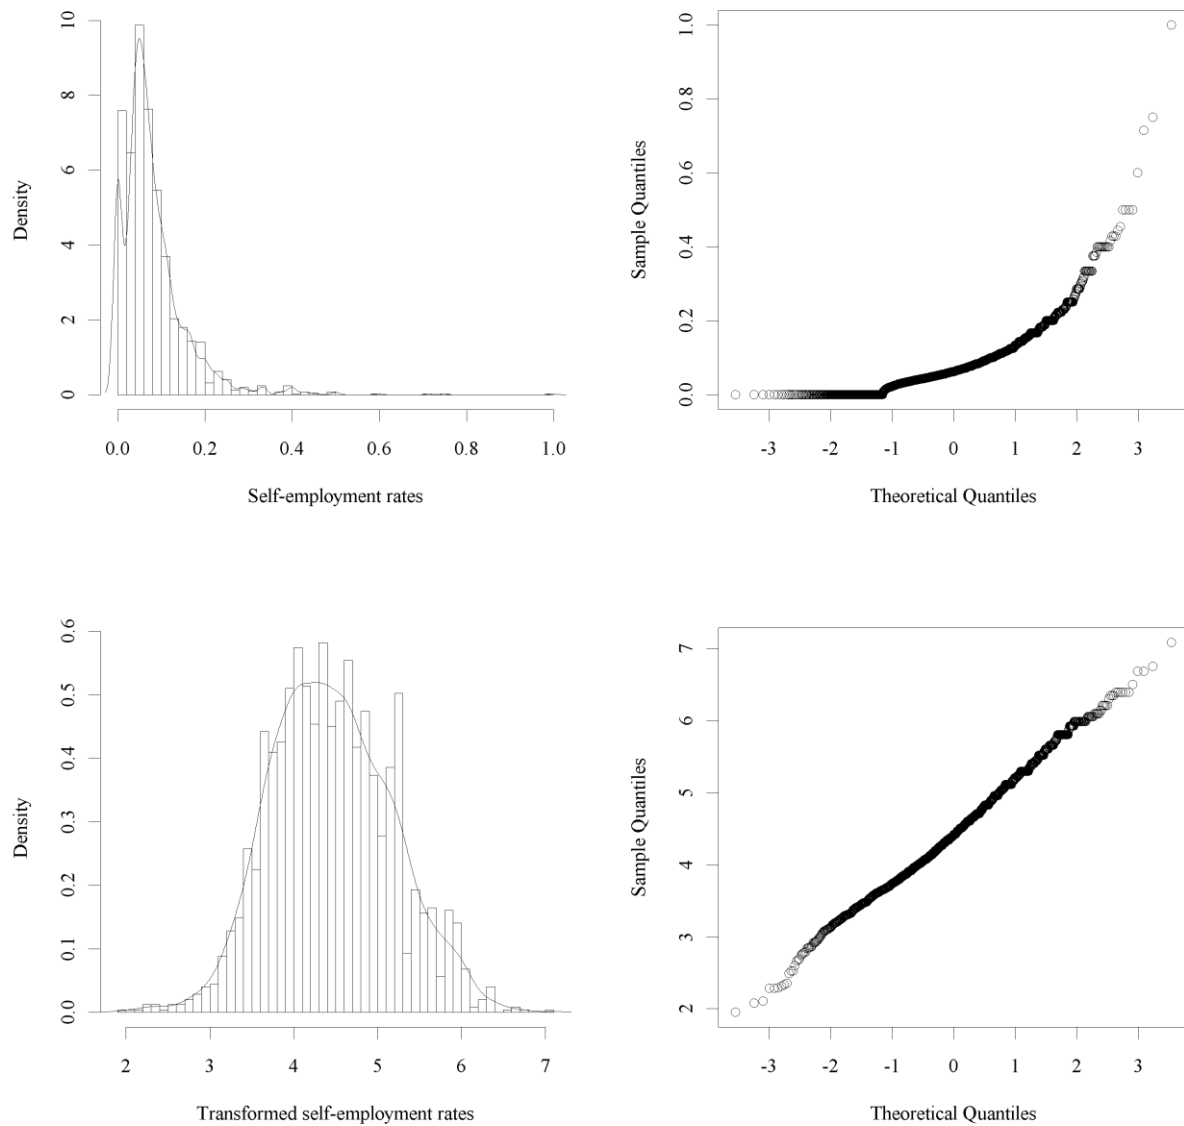 Density
0 2 4 6 8 10
0.0 0.2 0.4 0.6 0.8 1.0
Self-employment rates
Sample Quantiles
0.0 0.2 0.4 0.6 0.8 1.0
-3 -2 -1 0 1 2 3
Theoretical Quantiles
Density
0.0 0.1 0.2 0.3 0.4 0.5 0.6
2 3 4 5 6 7
Transformed self-employment rates
Sample Quantiles
2 3 4 5 6 7
-3 -2 -1 0 1 2 3
Theoretical Quantiles